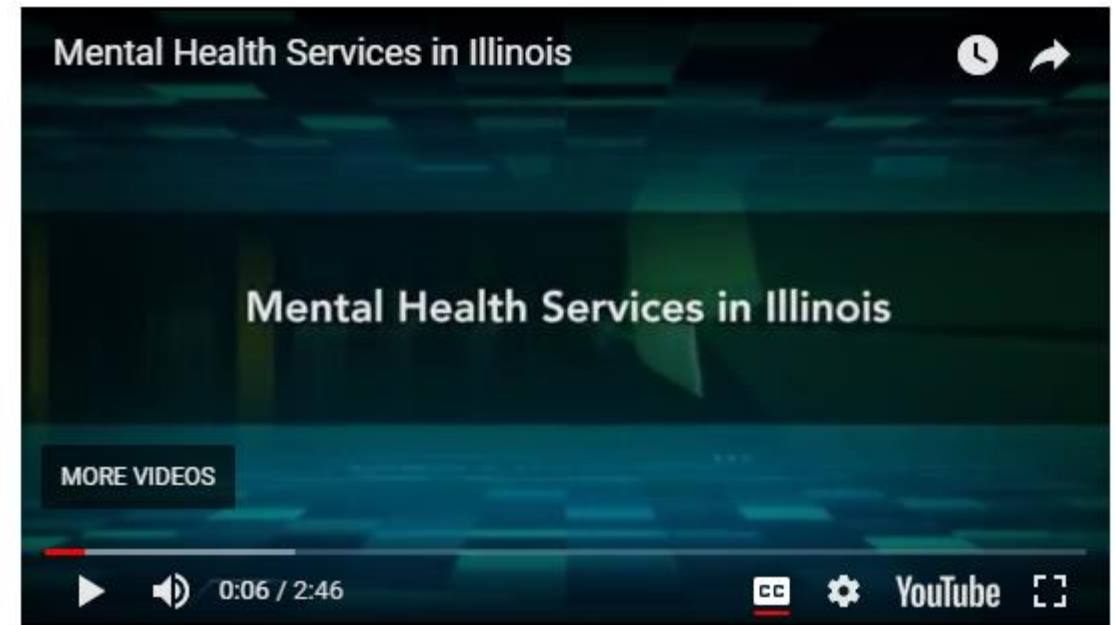 Mental Health Services in Illinois
Mental Health Services in Illinois
MORE VIDEOS
0:06 / 2:46
CC
YouTube